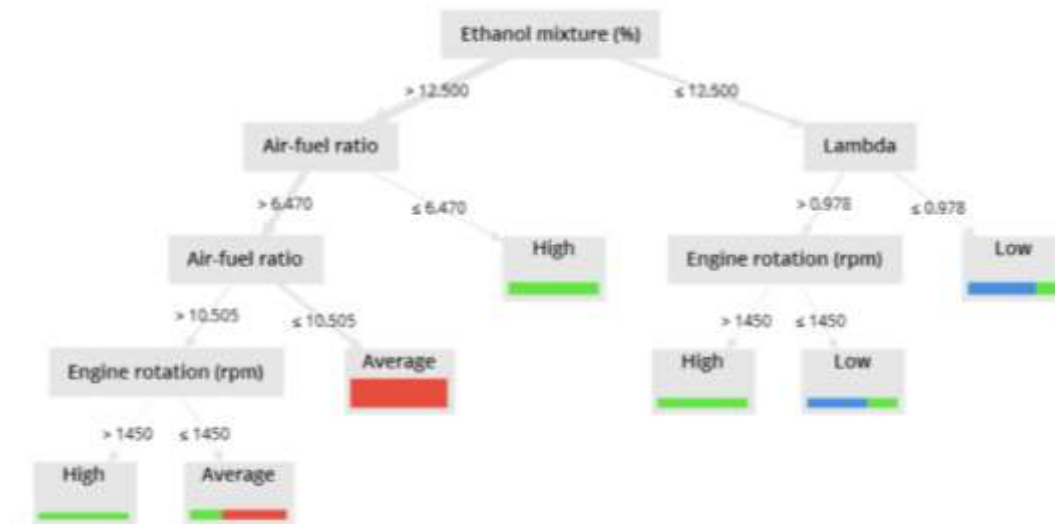 Ethanol mixture (%)
> 12.500
≤ 12.500
Air-fuel ratio
Lambda
> 6.470
≤ 6.470
> 0.978
≤ 0.978
Air-fuel ratio
High
Engine rotation (rpm)
Low
> 10.505
≤ 10.505
> 1450
≤ 1450
Engine rotation (rpm)
Average
High
Low
> 1450
≤ 1450
High
Average